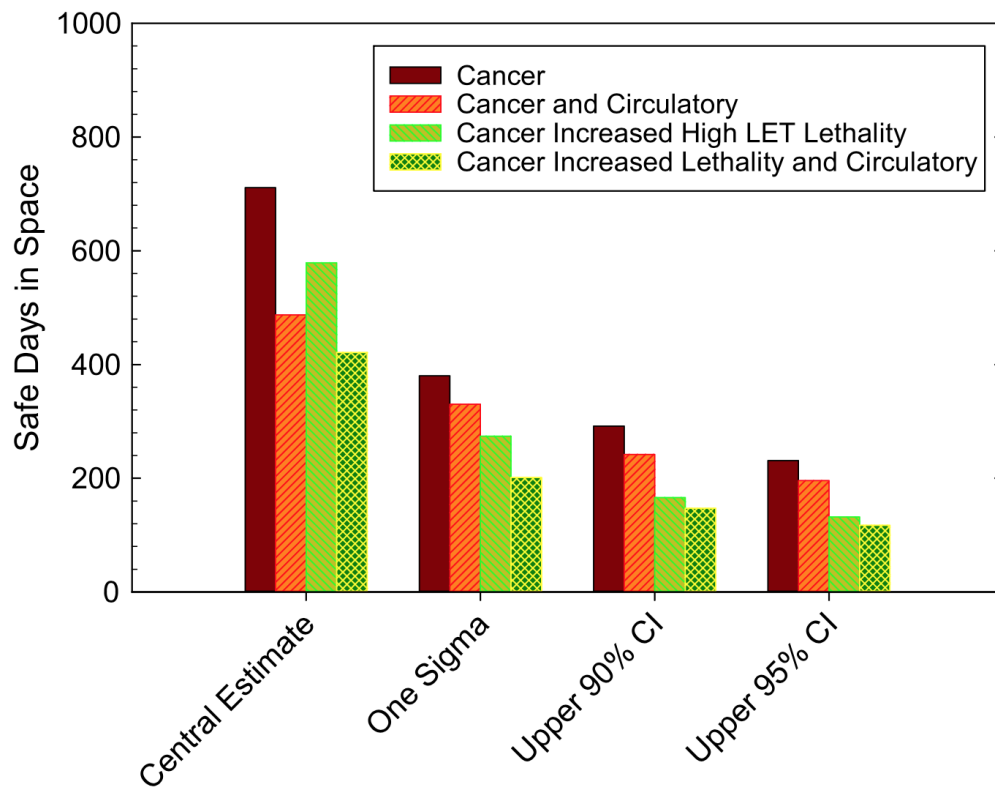 1000
800
600
400
200
0
Safe Days in Space
Cancer
Cancer and Circulatory
Cancer Increased High LET Lethality
Cancer Increased Lethality and Circulatory
Central Estimate
One Sigma
Upper 90% CI
Upper 95% CI